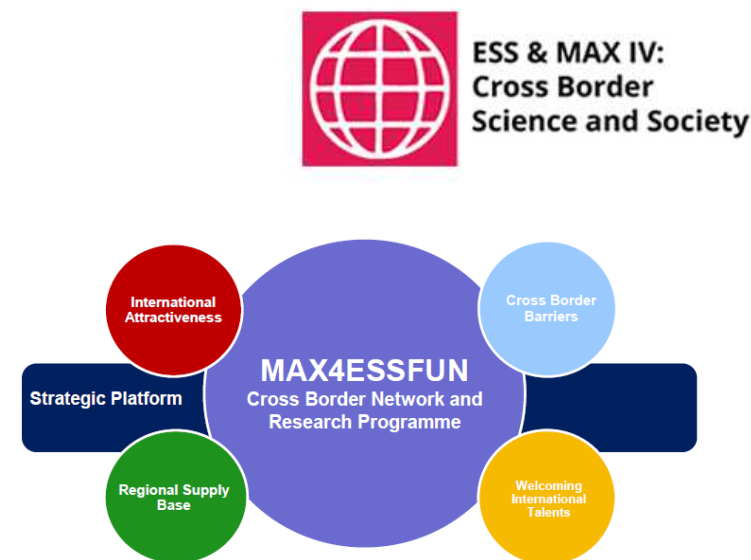 ESS & MAX IV:
Cross Border
Science and Society
International
Attractiveness
Cross Border
Barriers
MAX4ESSFUN
Cross Border Network and
Research Programme
Strategic Platform
Regional Supply
Base
Welcoming
International
Talents